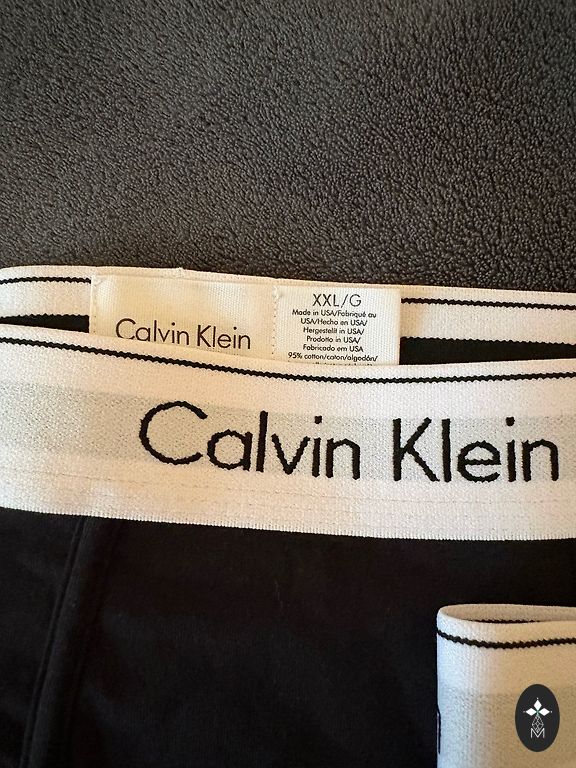 XXL/G
Made in USA/Fabriqué au
USA/Hecho en USA/
Hergestellt in USA/
Prodotto in USA/
Fabricado em USA
95% cotton/coton/algodón/
Calvin Klein
Calvin Klein
M